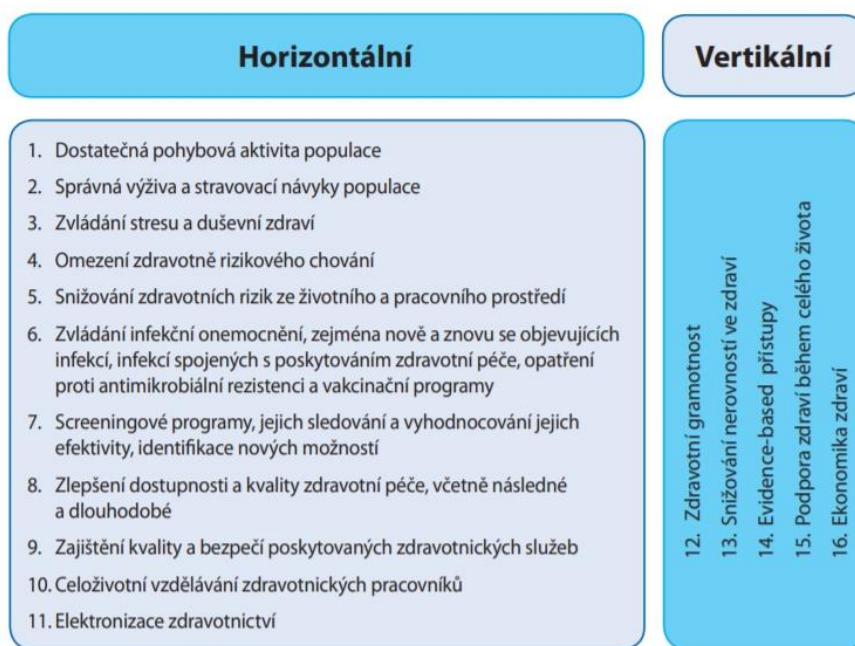 Horizontální
Vertikální
1. Dostatečná pohybová aktivita populace
2. Správná výživa a stravovací návyky populace
3. Zvládání stresu a duševní zdraví
4. Omezení zdravotně rizikového chování
5. Snižování zdravotních rizik ze životního a pracovního prostředí
6. Zvládání infekční onemocnění, zejména nově a znovu se objevujících
infekcí, infekcí spojených s poskytováním zdravotní péče, opatření
proti antimikrobiální rezistenci a vakcinační programy
7. Screeningové programy, jejich sledování a vyhodnocování jejich
efektivity, identifikace nových možností
8. Zlepšení dostupnosti a kvality zdravotní péče, včetně následné
a dlouhodobé
9. Zajištění kvality a bezpečí poskytovaných zdravotnických služeb
10. Celoživotní vzdělávání zdravotnických pracovníků
11. Elektronizace zdravotnictví
12. Zdravotní gramotnost
13. Snižování nerovností ve zdraví
14. Evidence-based přístupy
15. Podpora zdraví během celého života
16. Ekonomika zdraví